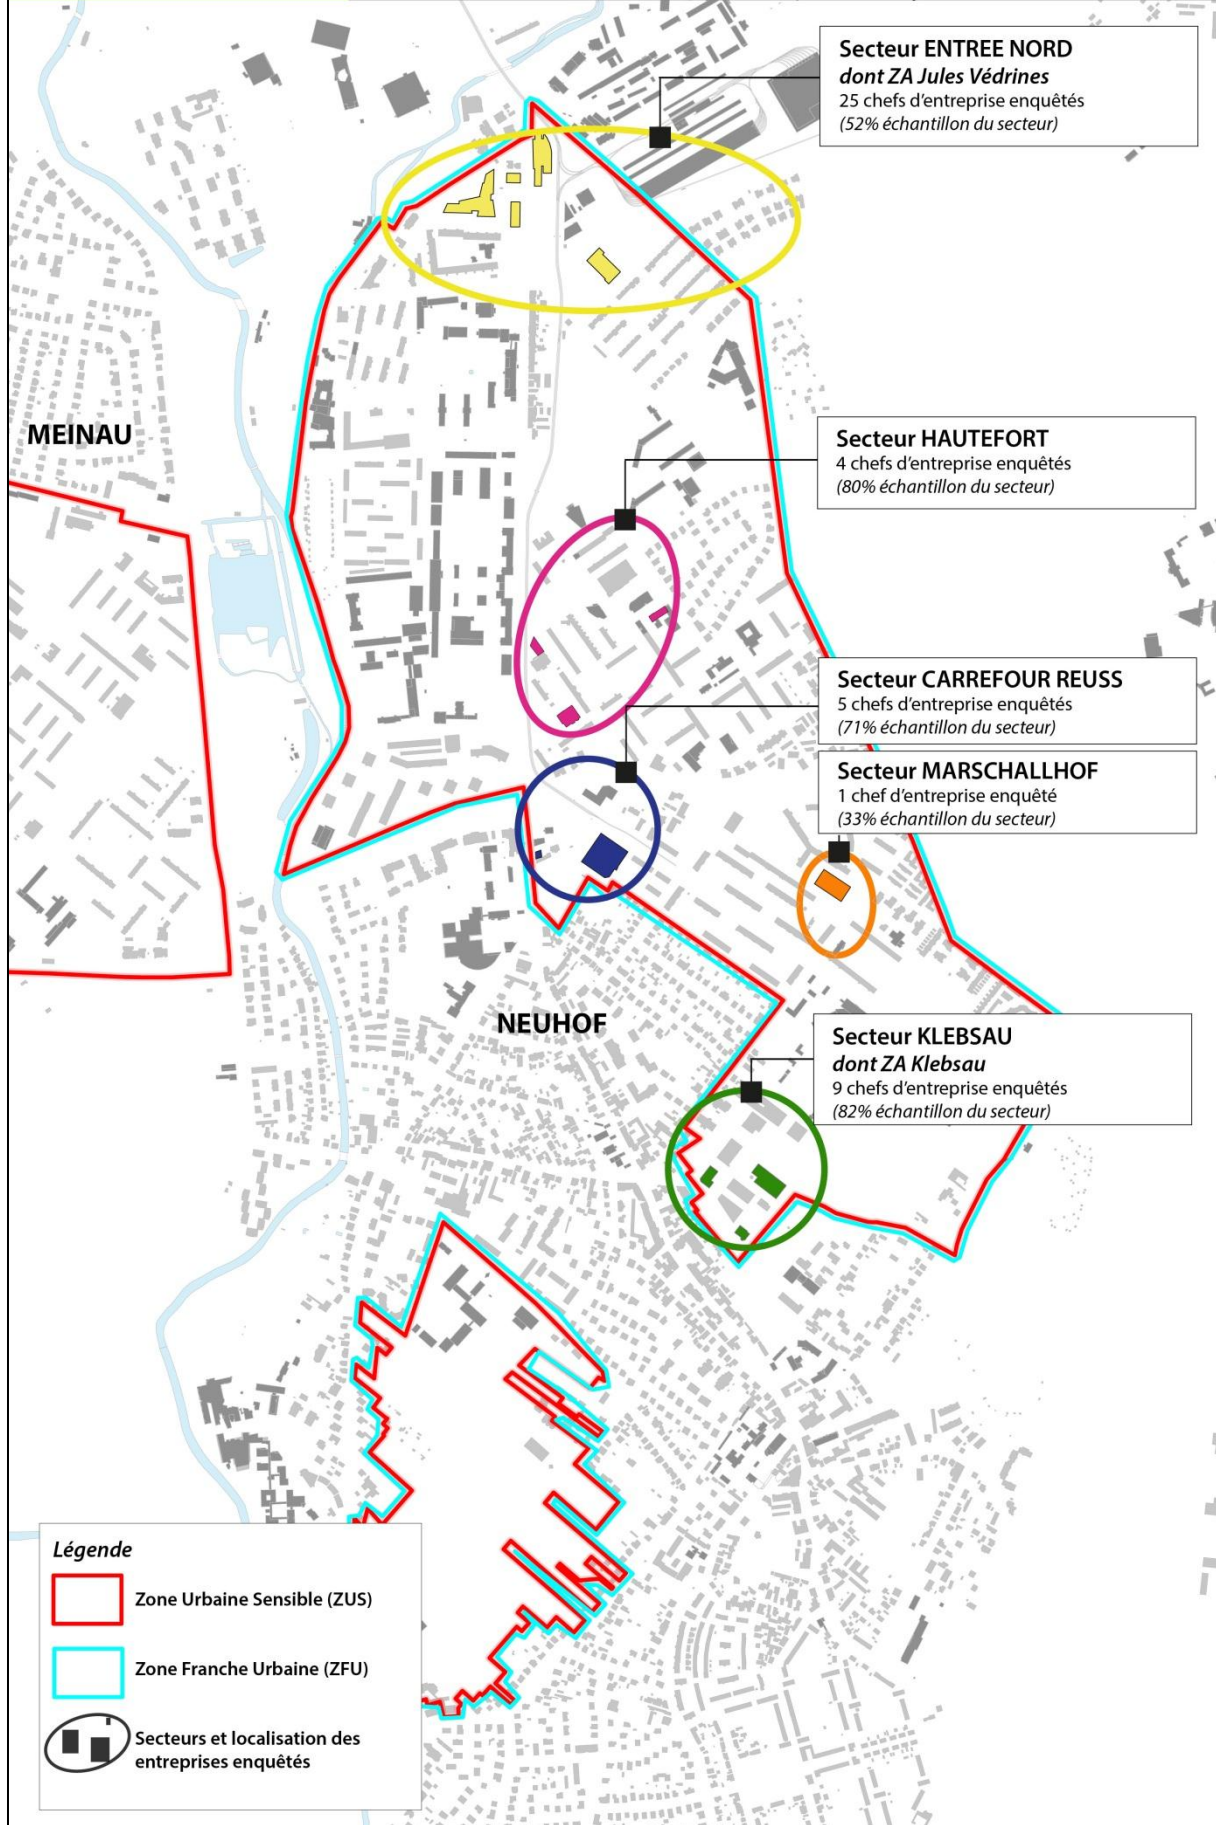 Secteur ENTREE NORD
dont ZA Jules Védrines
25 chefs d'entreprise enquêtés
(52% échantillon du secteur)
MEINAU
Secteur HAUTEFORT
4 chefs d'entreprise enquêtés
(80% échantillon du secteur)
Secteur CARREFOUR REUSS
5 chefs d'entreprise enquêtés
(71% échantillon du secteur)
Secteur MARSCHALLHOF
1 chef d'entreprise enquêté
(33% échantillon du secteur)
NEUHOF
Secteur KLEBSAU
dont ZA Klebsau
9 chefs d'entreprise enquêtés
(82% échantillon du secteur)
Légende
Zone Urbaine Sensible (ZUS)
Zone Franche Urbaine (ZFU)
Secteurs et localisation des
entreprises enquêtés